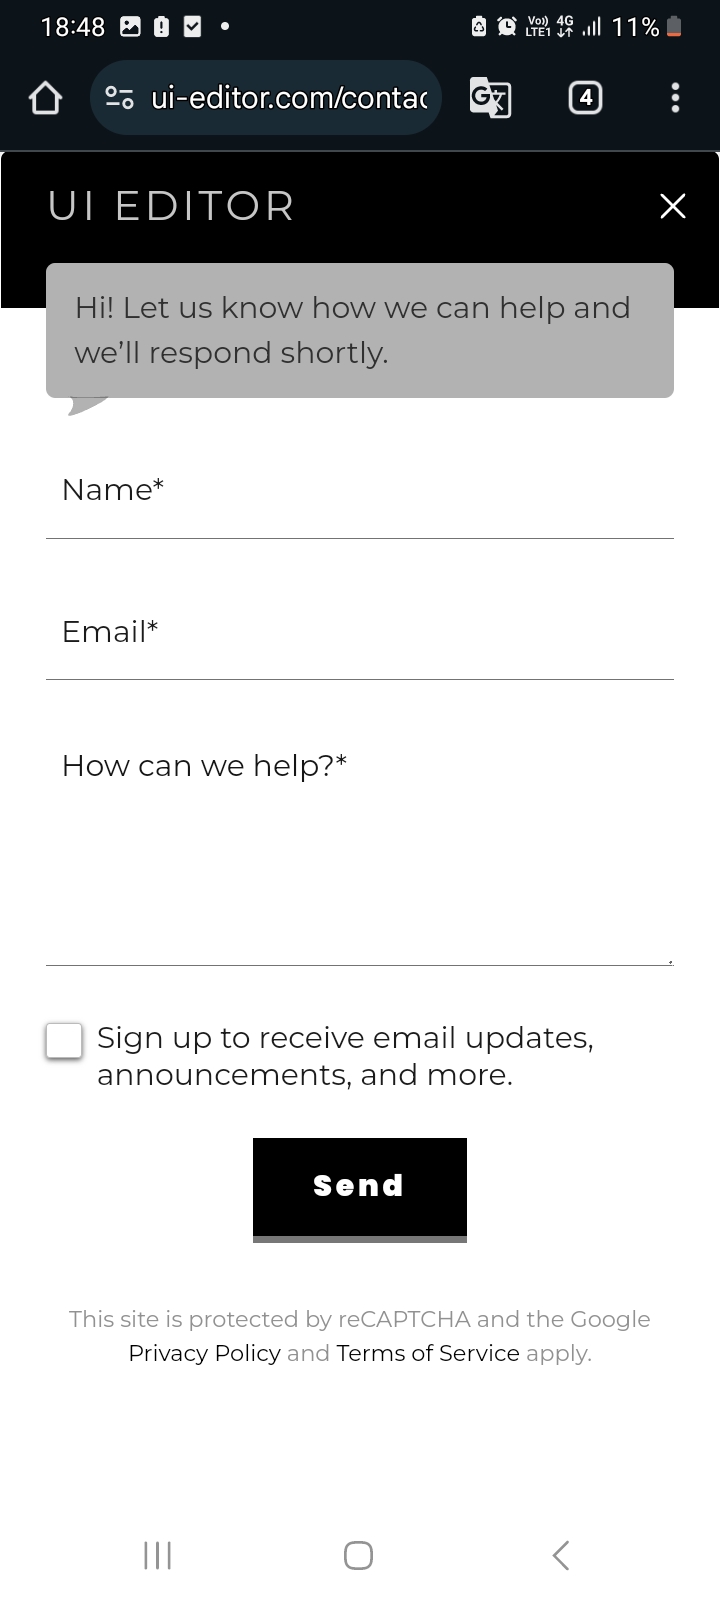 18:48
Vo)) 4G
LTE1
11%
ui-editor.com/contac
G文
4
UI EDITOR
Hi! Let us know how we can help and
we’ll respond shortly.
Name*
Email*
How can we help?*
Sign up to receive email updates,
announcements, and more.
Send
This site is protected by reCAPTCHA and the Google
Privacy Policy and Terms of Service apply.